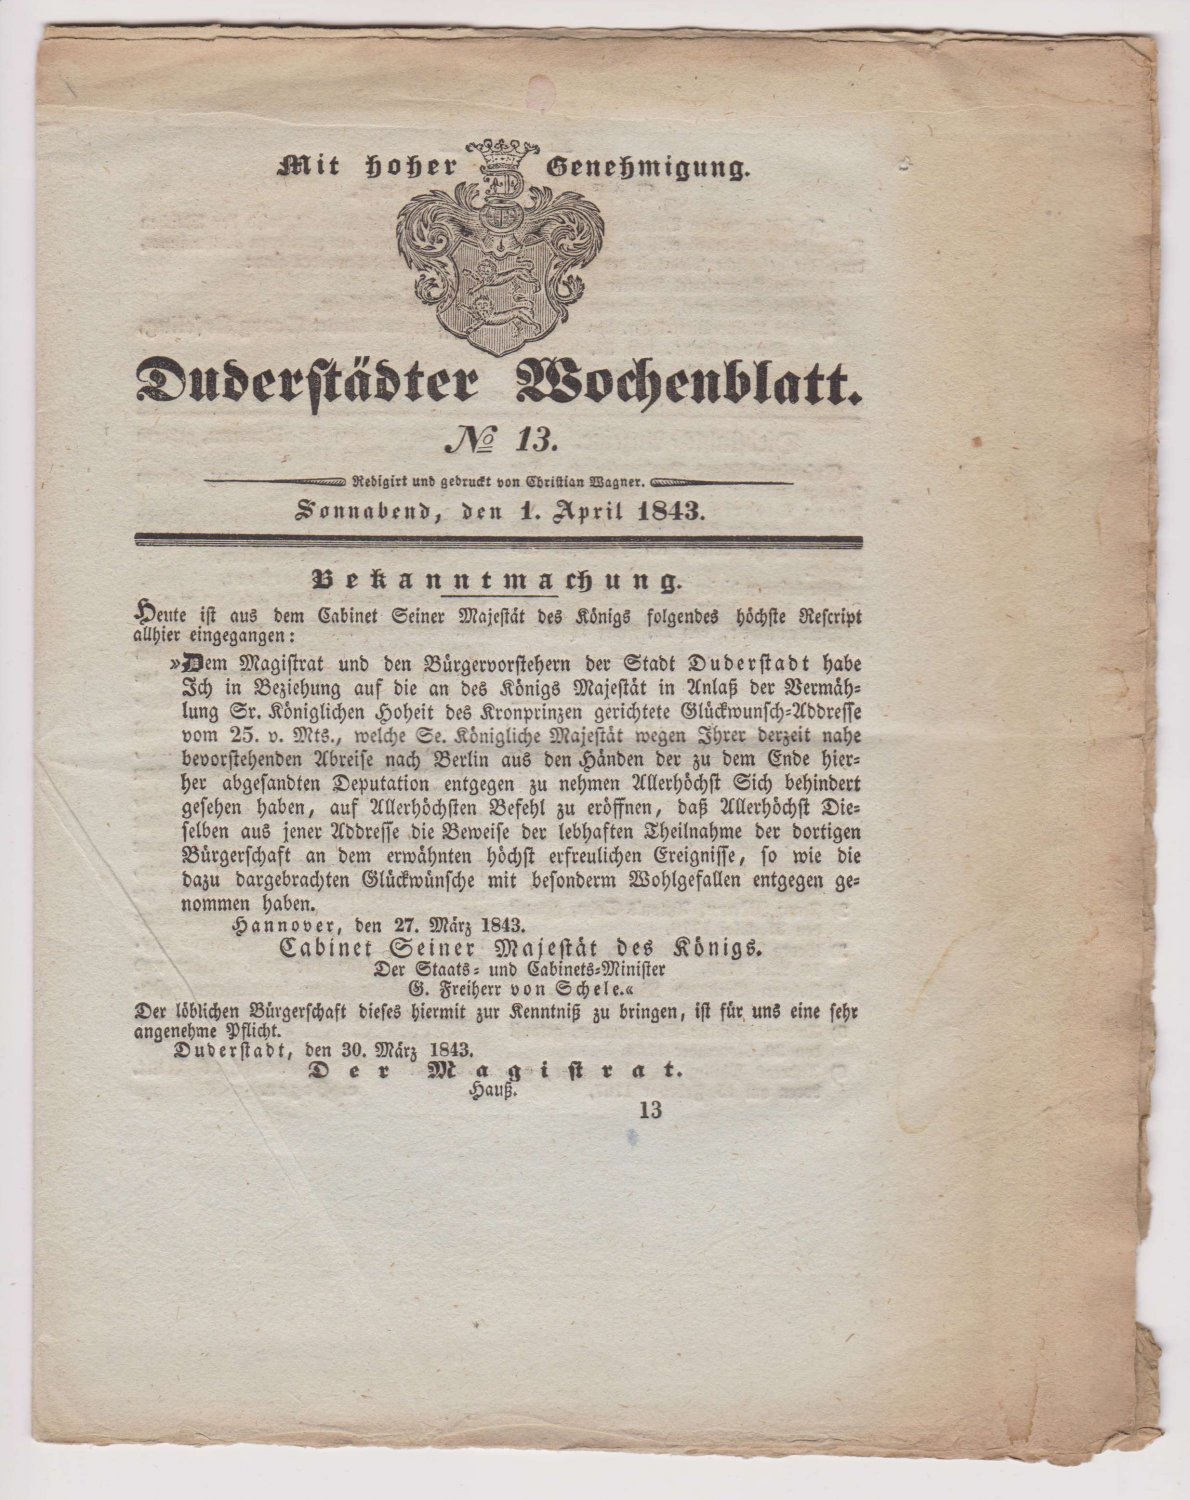 Mit hoher Genehmigung.
Duderstädter Wochenblatt.
№ 13.
Redigirt und gedruckt von Christian Wagner.
Sonnabend, den 1. April 1843.
Bekanntmachung.
Heute ist aus dem Cabinet Seiner Majestät des Königs folgendes höchste Rescript
allhier eingegangen:
»Dem Magistrat und den Bürgervorstehern der Stadt Duderstadt habe
Ich in Beziehung auf die an des Königs Majestät in Anlaß der Vermäh=
lung Sr. Königlichen Hoheit des Kronprinzen gerichtete Glückwunsch=Addresse
vom 25. v. Mts., welche Se. Königliche Majestät wegen Ihrer derzeit nahe
bevorstehenden Abreise nach Berlin aus den Händen der zu dem Ende hier=
her abgesandten Deputation entgegen zu nehmen Allerhöchst Sich behindert
gesehen haben, auf Allerhöchsten Befehl zu eröffnen, daß Allerhöchst Die=
selben aus jener Addresse die Beweise der lebhaften Theilnahme der dortigen
Bürgerschaft an dem erwähnten höchst erfreulichen Ereignisse, so wie die
dazu dargebrachten Glückwünsche mit besonderm Wohlgefallen entgegen ge=
nommen haben.
Hannover, den 27. März 1843.
Cabinet Seiner Majestät des Königs.
Der Staats= und Cabinets=Minister
G. Freiherr von Schele.«
Der löblichen Bürgerschaft dieses hiermit zur Kenntniß zu bringen, ist für uns eine sehr
angenehme Pflicht.
Duderstadt, den 30. März 1843.
Der Magistrat.
Hauß.
13